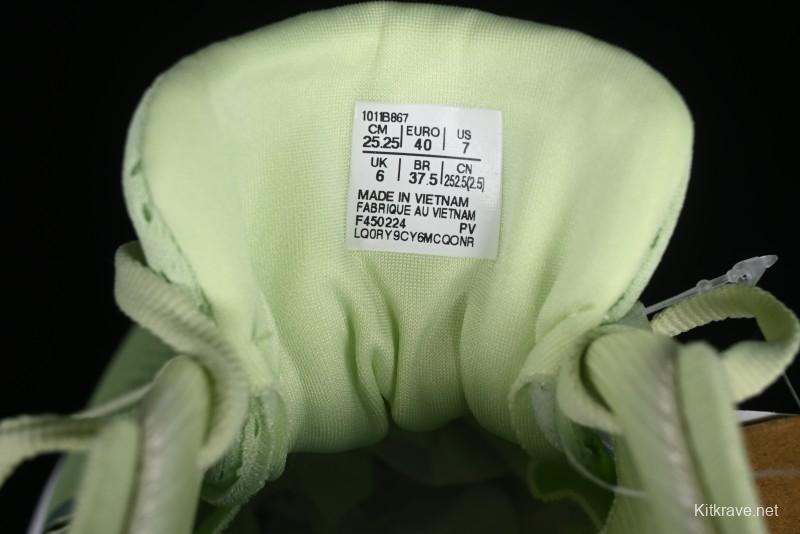 1011B867
CM EURO US
25.25 40 7
UK BR CN
6 37.5 252.5(2.5)
MADE IN VIETNAM
FABRIQUE AU VIETNAM
F450224 PV
LQ0RY9CY6MCQONR
Kitkrave.net